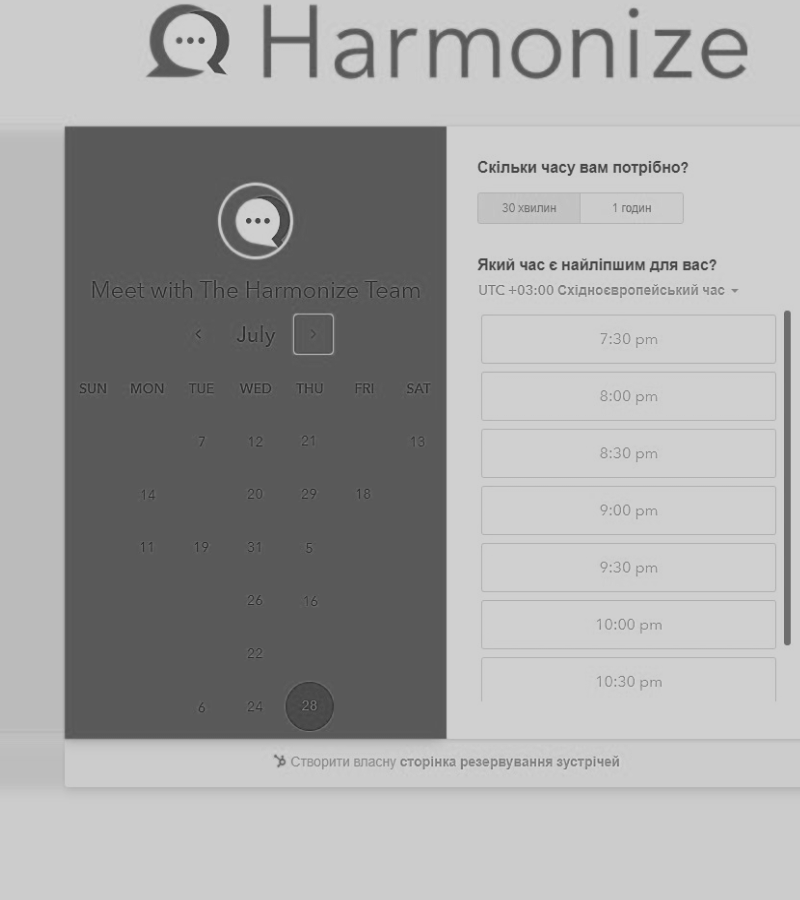 Harmonize
Meet with The Harmonize Team
July
SUN MON TUE WED THU FRI SAT
7 12 21 13
14 20 29 18
11 19 31 5
26 16
22
6 24 28
Скільки часу вам потрібно?
30 хвилин 1 годин
Який час є найліпшим для вас?
UTC +03:00 Східноєвропейський час
7:30 pm
8:00 pm
8:30 pm
9:00 pm
9:30 pm
10:00 pm
10:30 pm
Створити власну сторінка резервування зустрічей